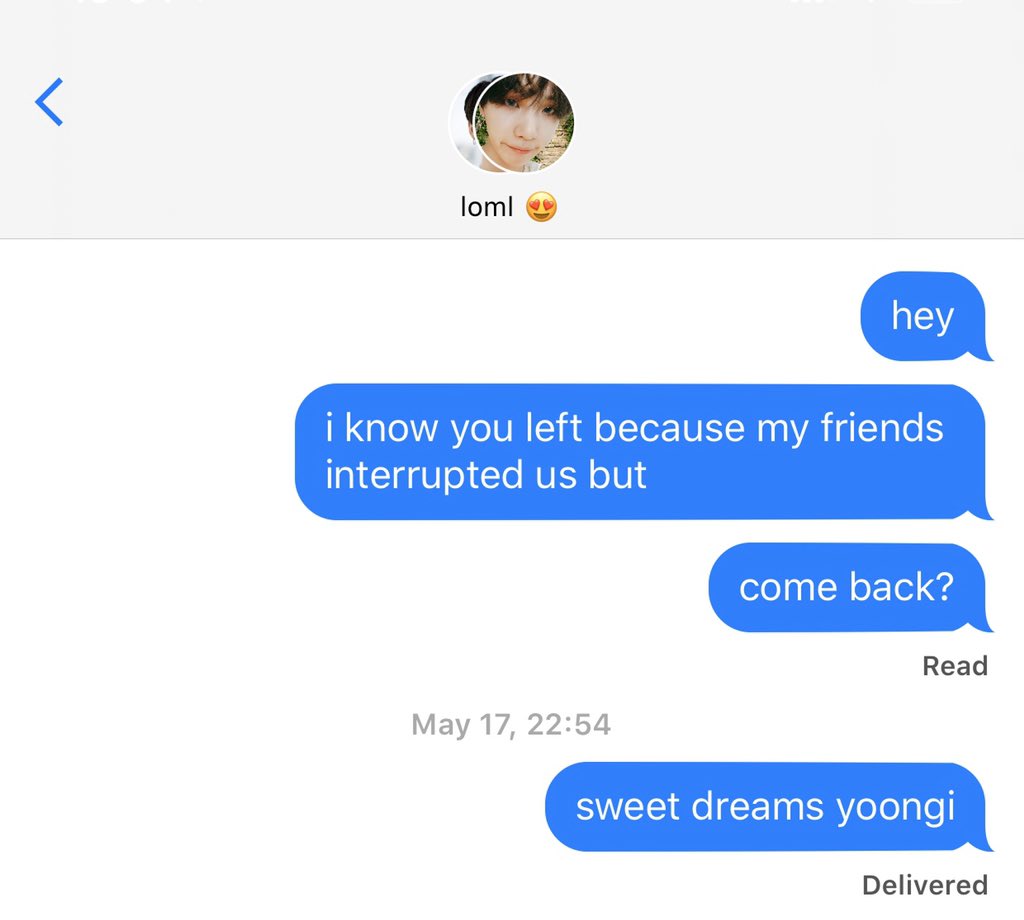 loml 😍
hey
i know you left because my friends
interrupted us but
come back?
Read
May 17, 22:54
sweet dreams yoongi
Delivered